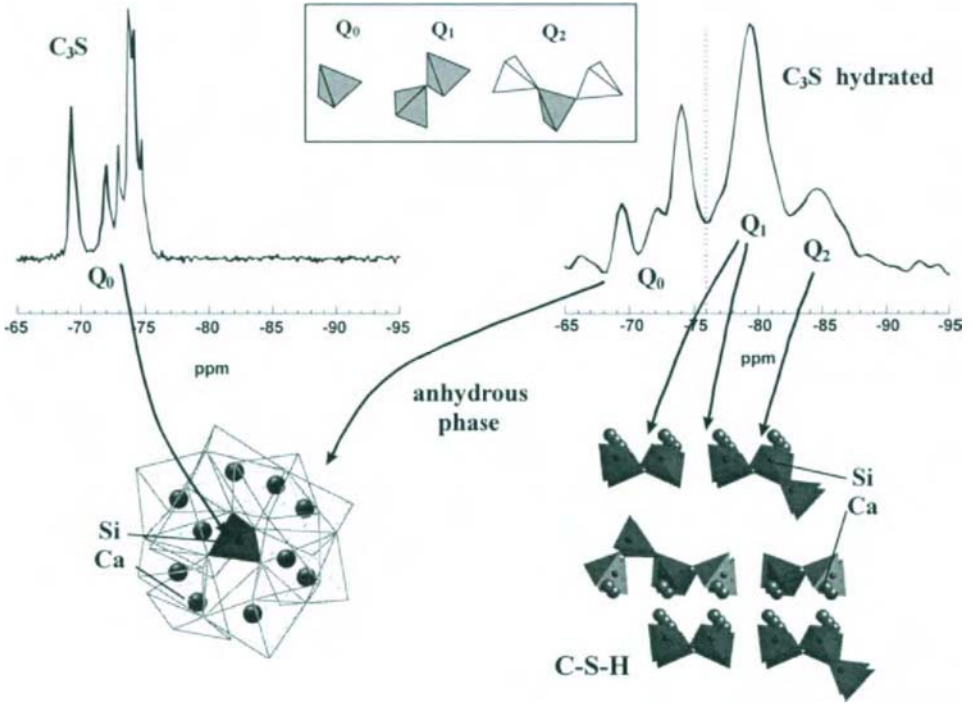 C₃S
Q₀
Q₁
Q₂
C₃S hydrated
Q₀
-65 -70 -75 -80 -85 -90 -95
ppm
Q₀
Q₁
Q₂
-65 -70 -75 -80 -85 -90 -95
ppm
anhydrous
phase
Si
Ca
Si
Ca
C-S-H